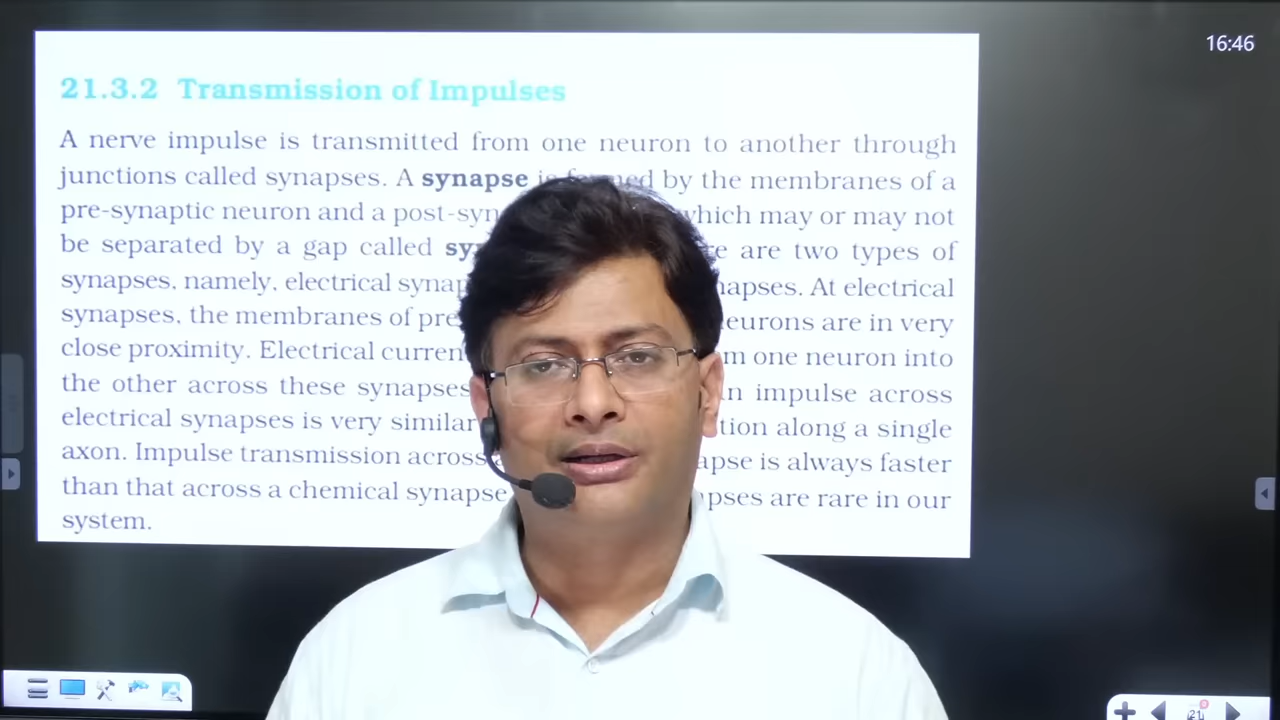 16:46
21.3.2 Transmission of Impulses
A nerve impulse is transmitted from one neuron to another through
junctions called synapses. A synapse is formed by the membranes of a
pre-synaptic neuron and a post-syn which may or may not
be separated by a gap called syn are two types of
synapses, namely, electrical synap napses. At electrical
synapses, the membranes of pre eurons are in very
close proximity. Electrical curren m one neuron into
the other across these synapses n impulse across
electrical synapses is very similar tion along a single
axon. Impulse transmission across apse is always faster
than that across a chemical synapse pses are rare in our
system.
21